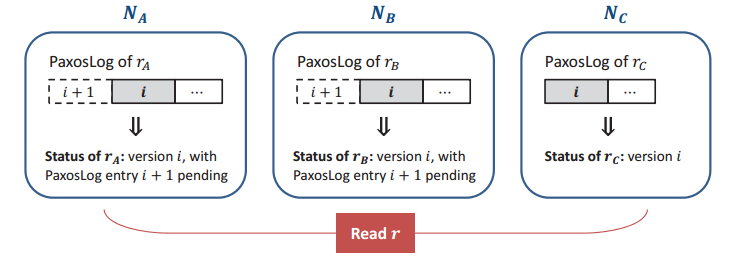 N_A
PaxosLog of r_A
i + 1 i ...
⇓
Status of r_A: version i, with
PaxosLog entry i + 1 pending
N_B
PaxosLog of r_B
i + 1 i ...
⇓
Status of r_B: version i, with
PaxosLog entry i + 1 pending
N_C
PaxosLog of r_C
i ...
⇓
Status of r_C: version i
Read r